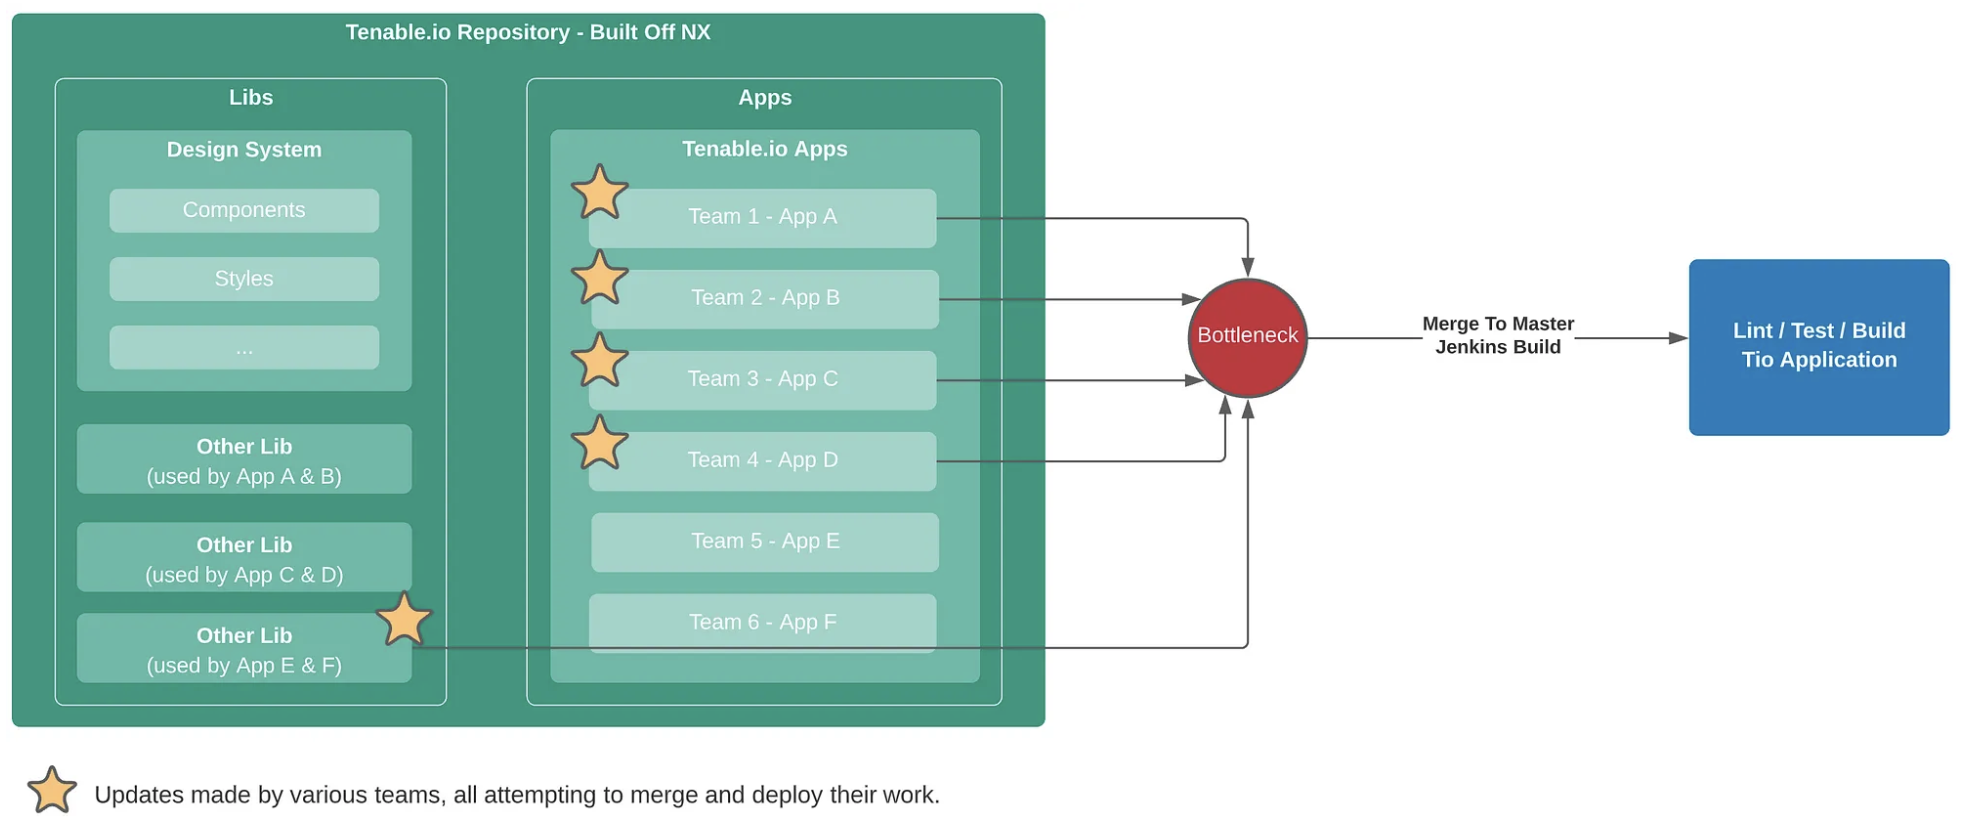 Tenable.io Repository - Built Off NX
Libs
Design System
Components
Styles
...
Other Lib
(used by App A & B)
Other Lib
(used by App C & D)
Other Lib
(used by App E & F)
Apps
Tenable.io Apps
Team 1 - App A
Team 2 - App B
Team 3 - App C
Team 4 - App D
Team 5 - App E
Team 6 - App F
Bottleneck
Merge To Master
Jenkins Build
Lint / Test / Build
Tio Application
Updates made by various teams, all attempting to merge and deploy their work.